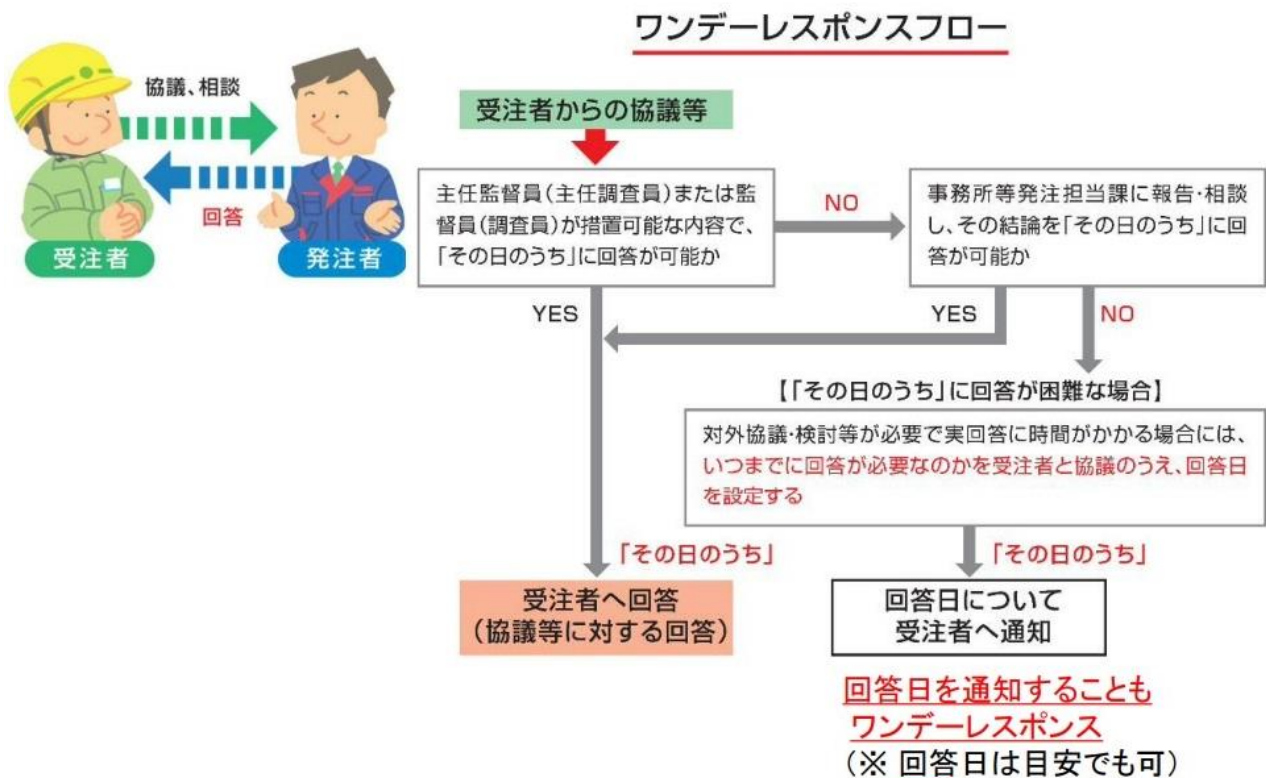 ワンデーレスポンスフロー
協議、相談
回答
受注者
発注者
受注者からの協議等
主任監督員(主任調査員)または監
督員(調査員)が措置可能な内容で、
「その日のうち」に回答が可能か
NO
事務所等発注担当課に報告・相談
し、その結論を「その日のうち」に回
答が可能か
YES
YES
NO
【「その日のうち」に回答が困難な場合】
対外協議・検討等が必要で実回答に時間がかかる場合には、
いつまでに回答が必要なのかを受注者と協議のうえ、回答日
を設定する
「その日のうち」
「その日のうち」
受注者へ回答
(協議等に対する回答)
回答日について
受注者へ通知
回答日を通知することも
ワンデーレスポンス
(※ 回答日は目安でも可)